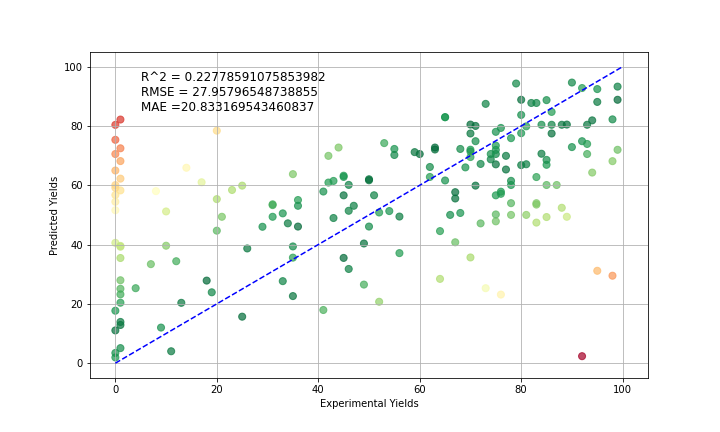 R^2 = 0.22778591075853982
RMSE = 27.95796548738855
MAE =20.833169543460837
100
80
60
40
20
0
Predicted Yields
0 20 40 60 80 100
Experimental Yields